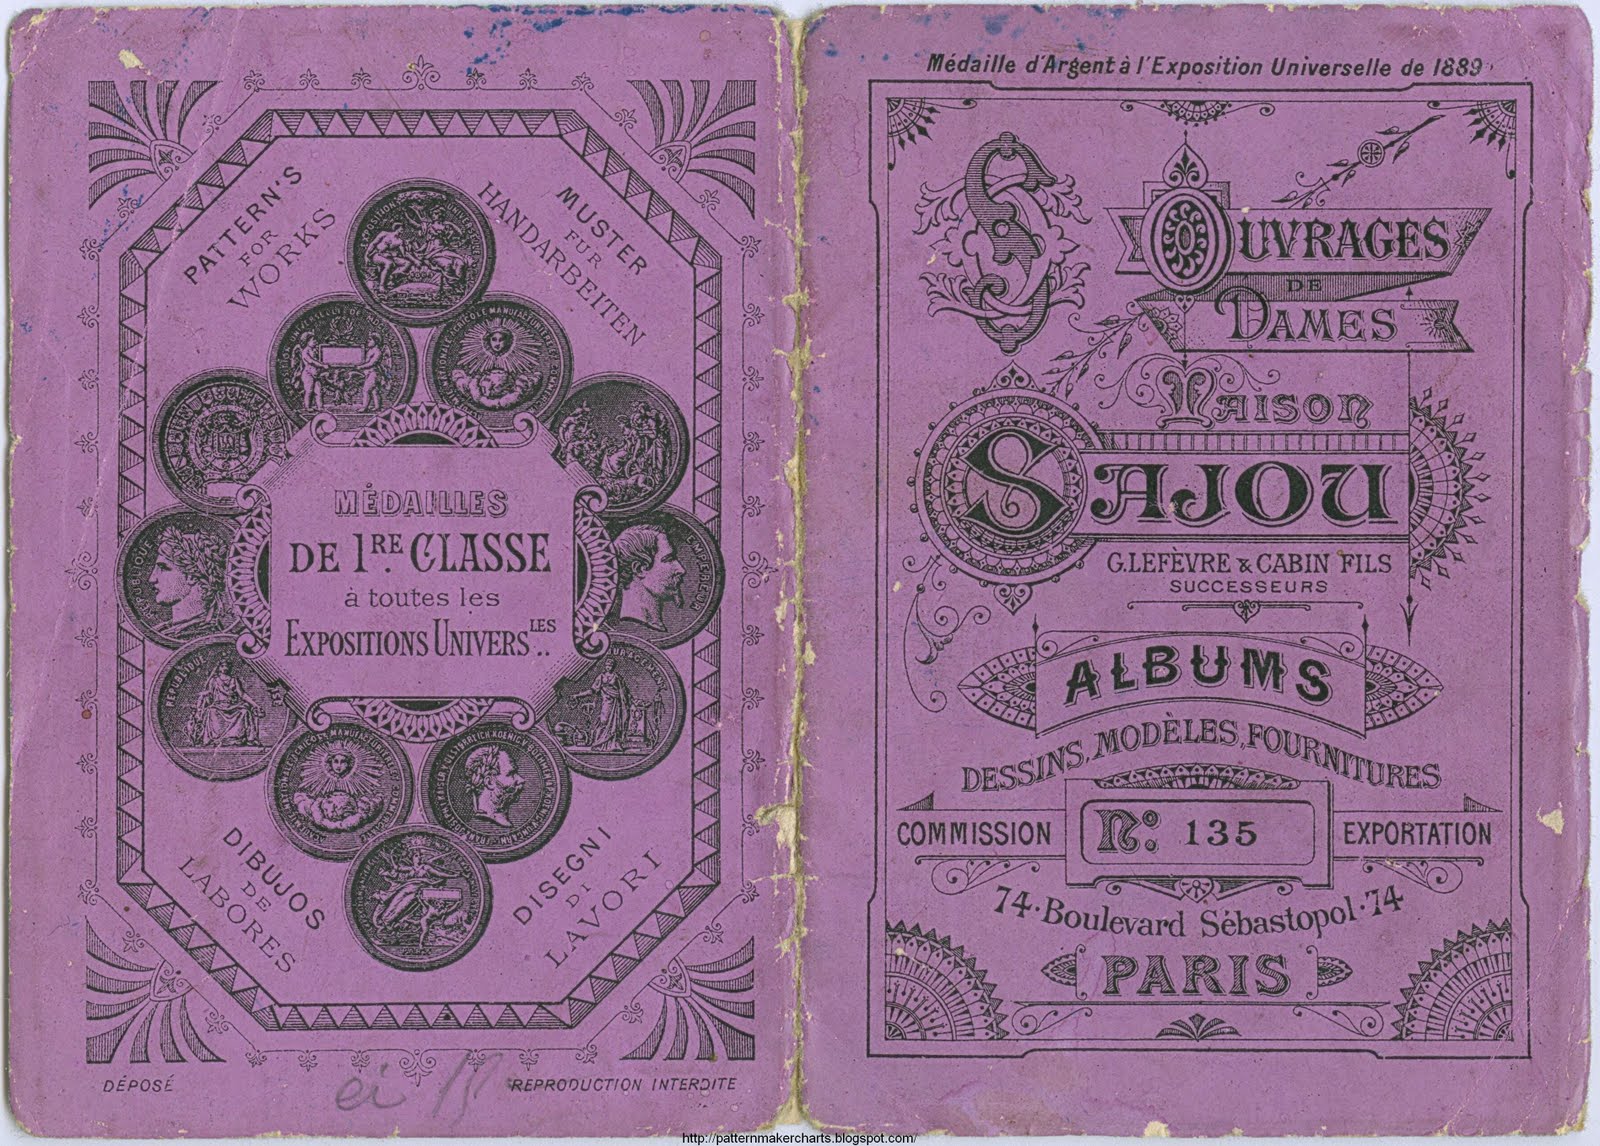 PATTERN'S
FOR
WORKS
MUSTER
FUR
HANDARBEITEN
MÉDAILLES
DE 1RE. CLASSE
à toutes les
EXPOSITIONS UNIVERSLES..
DIBUJOS
DE
LABORES
DISEGNI
DI
LAVORI
DÉPOSÉ
REPRODUCTION INTERDITE
Médaille d'Argent à l'Exposition Universelle de 1889
OUVRAGES
DE
DAMES
MAISON
SAJOU
G. LEFÈVRE & CABIN FILS
SUCCESSEURS
ALBUMS
DESSINS, MODÈLES, FOURNITURES
COMMISSION
No: 135
EXPORTATION
74·Boulevard Sébastopol·74
PARIS
http://patternmakercharts.blogspot.com/